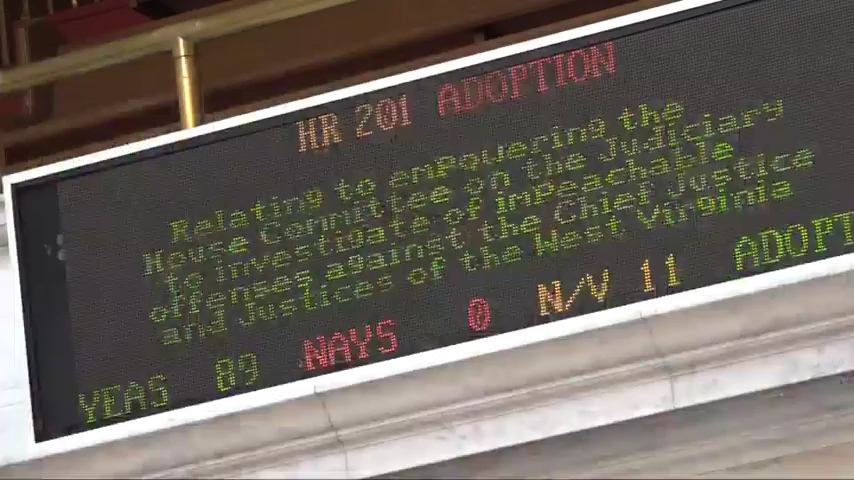 HR 201 ADOPTION
Relating to empowering the
House Committee on the Judiciary
to investigate of impeachable
offenses against the Chief Justice
and Justices of the West Virginia
YEAS 89 NAYS 0 N/V 11 ADOPT